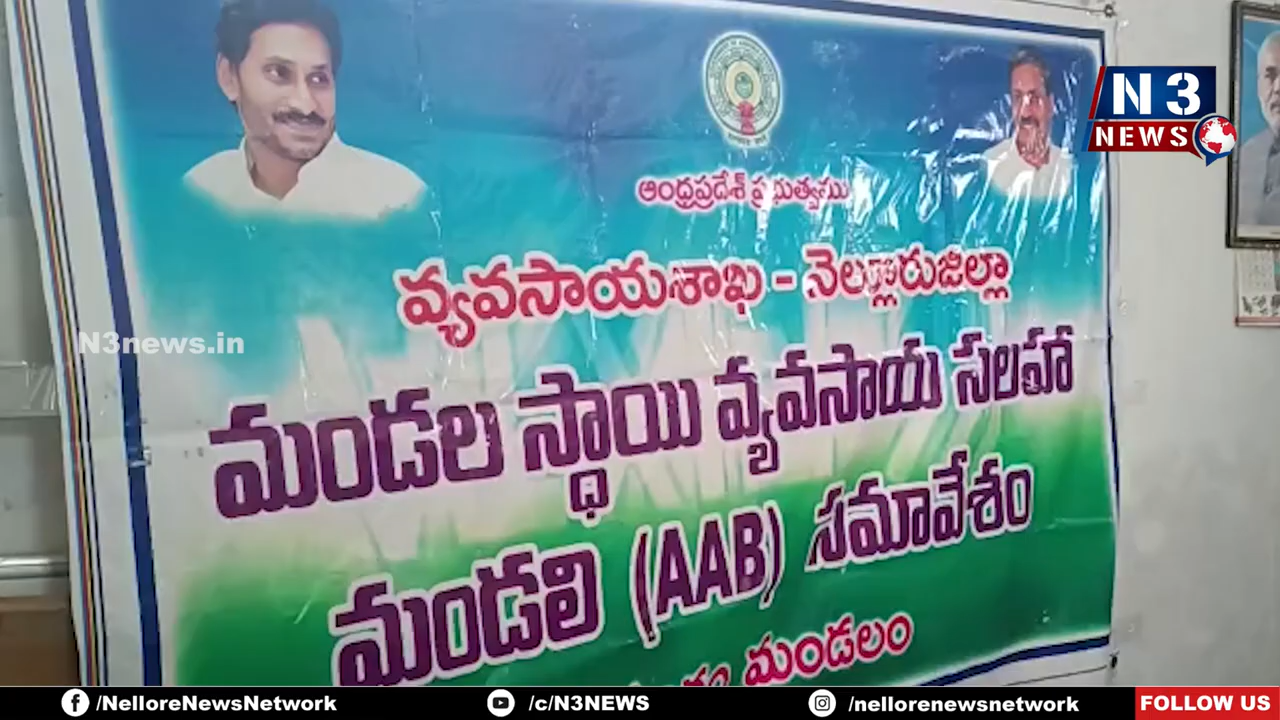 N3
NEWS
ఆంధ్రప్రదేశ్ ప్రభుత్వము
వ్యవసాయశాఖ - నెల్లూరుజిల్లా
N3news.in
మండల స్థాయి వ్యవసాయ సలహా
మండలి (AAB) సమావేశం
మండలం
/NelloreNewsNetwork
/c/N3NEWS
/nellorenewsnetwork
FOLLOW US